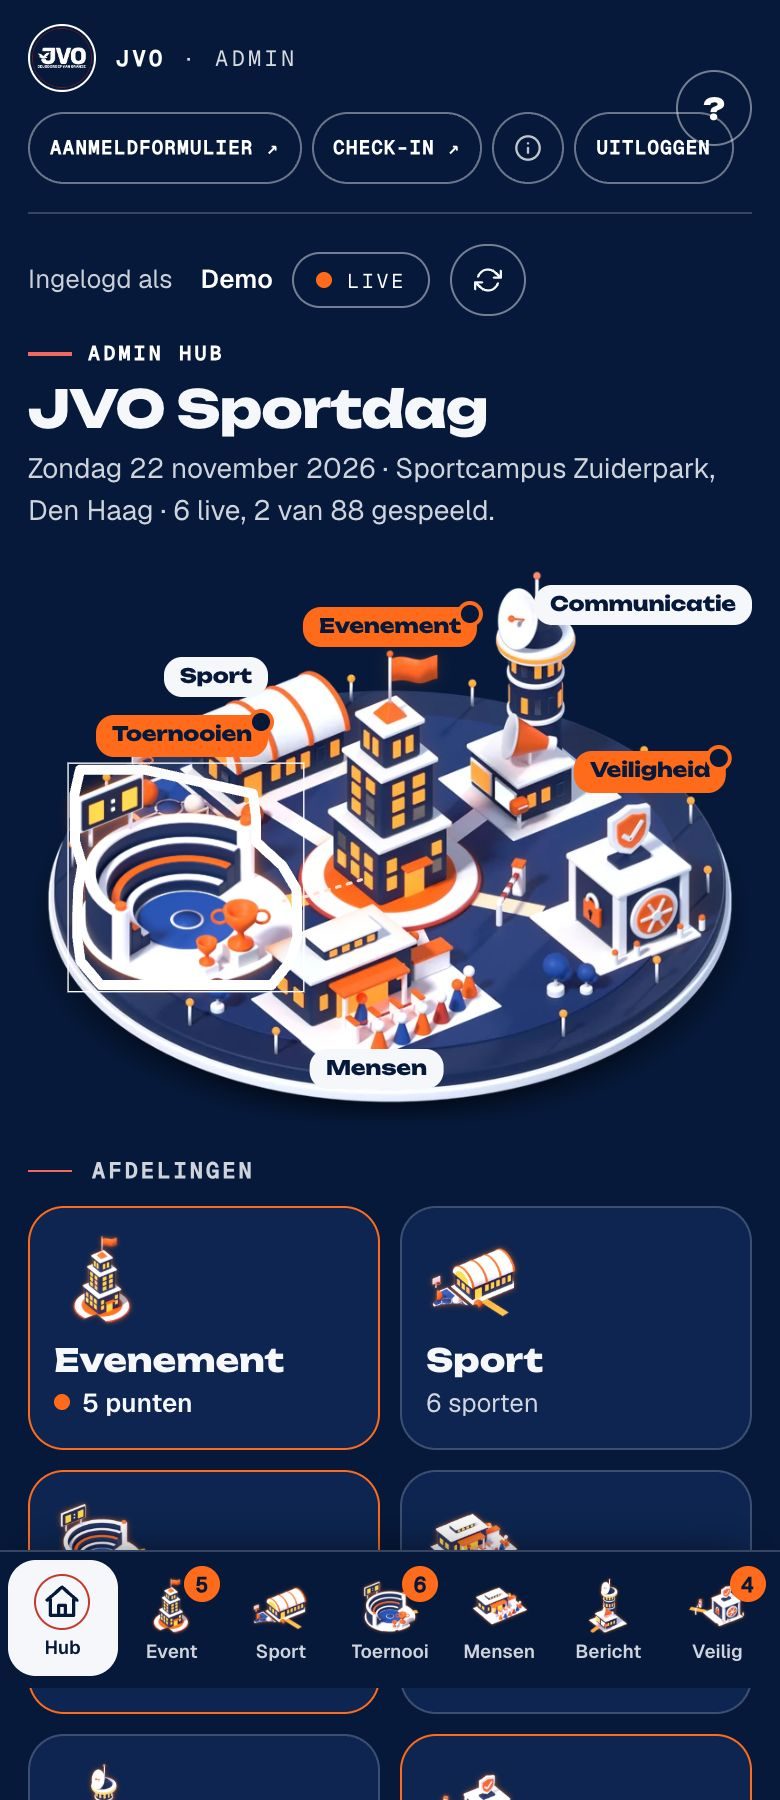 JVO
JVO · ADMIN
?
AANMELDFORMULIER ↗
CHECK-IN ↗
UITLOGGEN
Ingelogd als Demo
LIVE
ADMIN HUB
JVO Sportdag
Zondag 22 november 2026 · Sportcampus Zuiderpark,
Den Haag · 6 live, 2 van 88 gespeeld.
Communicatie
Evenement
Sport
Toernooien
Veiligheid
Mensen
AFDELINGEN
Evenement
5 punten
Sport
6 sporten
5
6
4
Hub
Event
Sport
Toernooi
Mensen
Bericht
Veilig